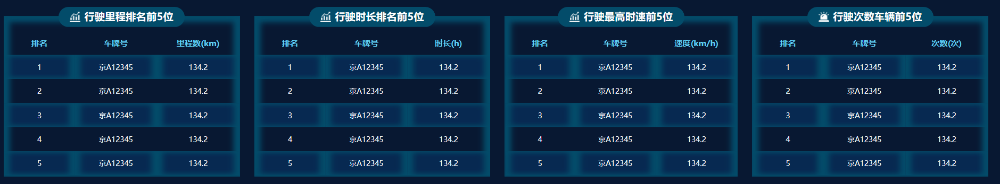 行驶里程排名前5位
排名 车牌号 里程数(km)
1 京A12345 134.2
2 京A12345 134.2
3 京A12345 134.2
4 京A12345 134.2
5 京A12345 134.2
行驶时长排名前5位
排名 车牌号 时长(h)
1 京A12345 134.2
2 京A12345 134.2
3 京A12345 134.2
4 京A12345 134.2
5 京A12345 134.2
行驶最高时速前5位
排名 车牌号 速度(km/h)
1 京A12345 134.2
2 京A12345 134.2
3 京A12345 134.2
4 京A12345 134.2
5 京A12345 134.2
行驶次数车辆前5位
排名 车牌号 次数(次)
1 京A12345 134.2
2 京A12345 134.2
3 京A12345 134.2
4 京A12345 134.2
5 京A12345 134.2